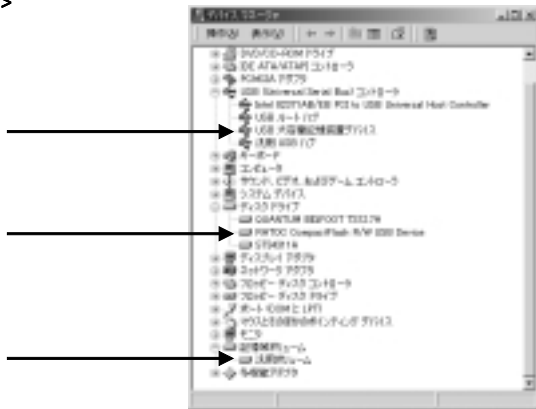 >
デバイス マネージャ
操作(A) 表示(V)
DVD/CD-ROM ドライブ
IDE ATA/ATAPI コントローラ
PCMCIA アダプタ
USB (Universal Serial Bus) コントローラ
Intel 82371AB/EB PCI to USB Universal Host Controller
USB ルート ハブ
USB 大容量記憶装置デバイス
汎用 USB ハブ
キーボード
コンピュータ
サウンド、ビデオ、およびゲーム コントローラ
システム デバイス
ディスク ドライブ
QUANTUM BIGFOOT
CompactFlash R/W USB Device
ディスプレイ アダプタ
ネットワーク アダプタ
フロッピー ディスク コントローラ
フロッピー ディスク ドライブ
ポート (COM と LPT)
マウスとそのほかのポインティング デバイス
モニタ
記憶域ボリューム
汎用ボリューム